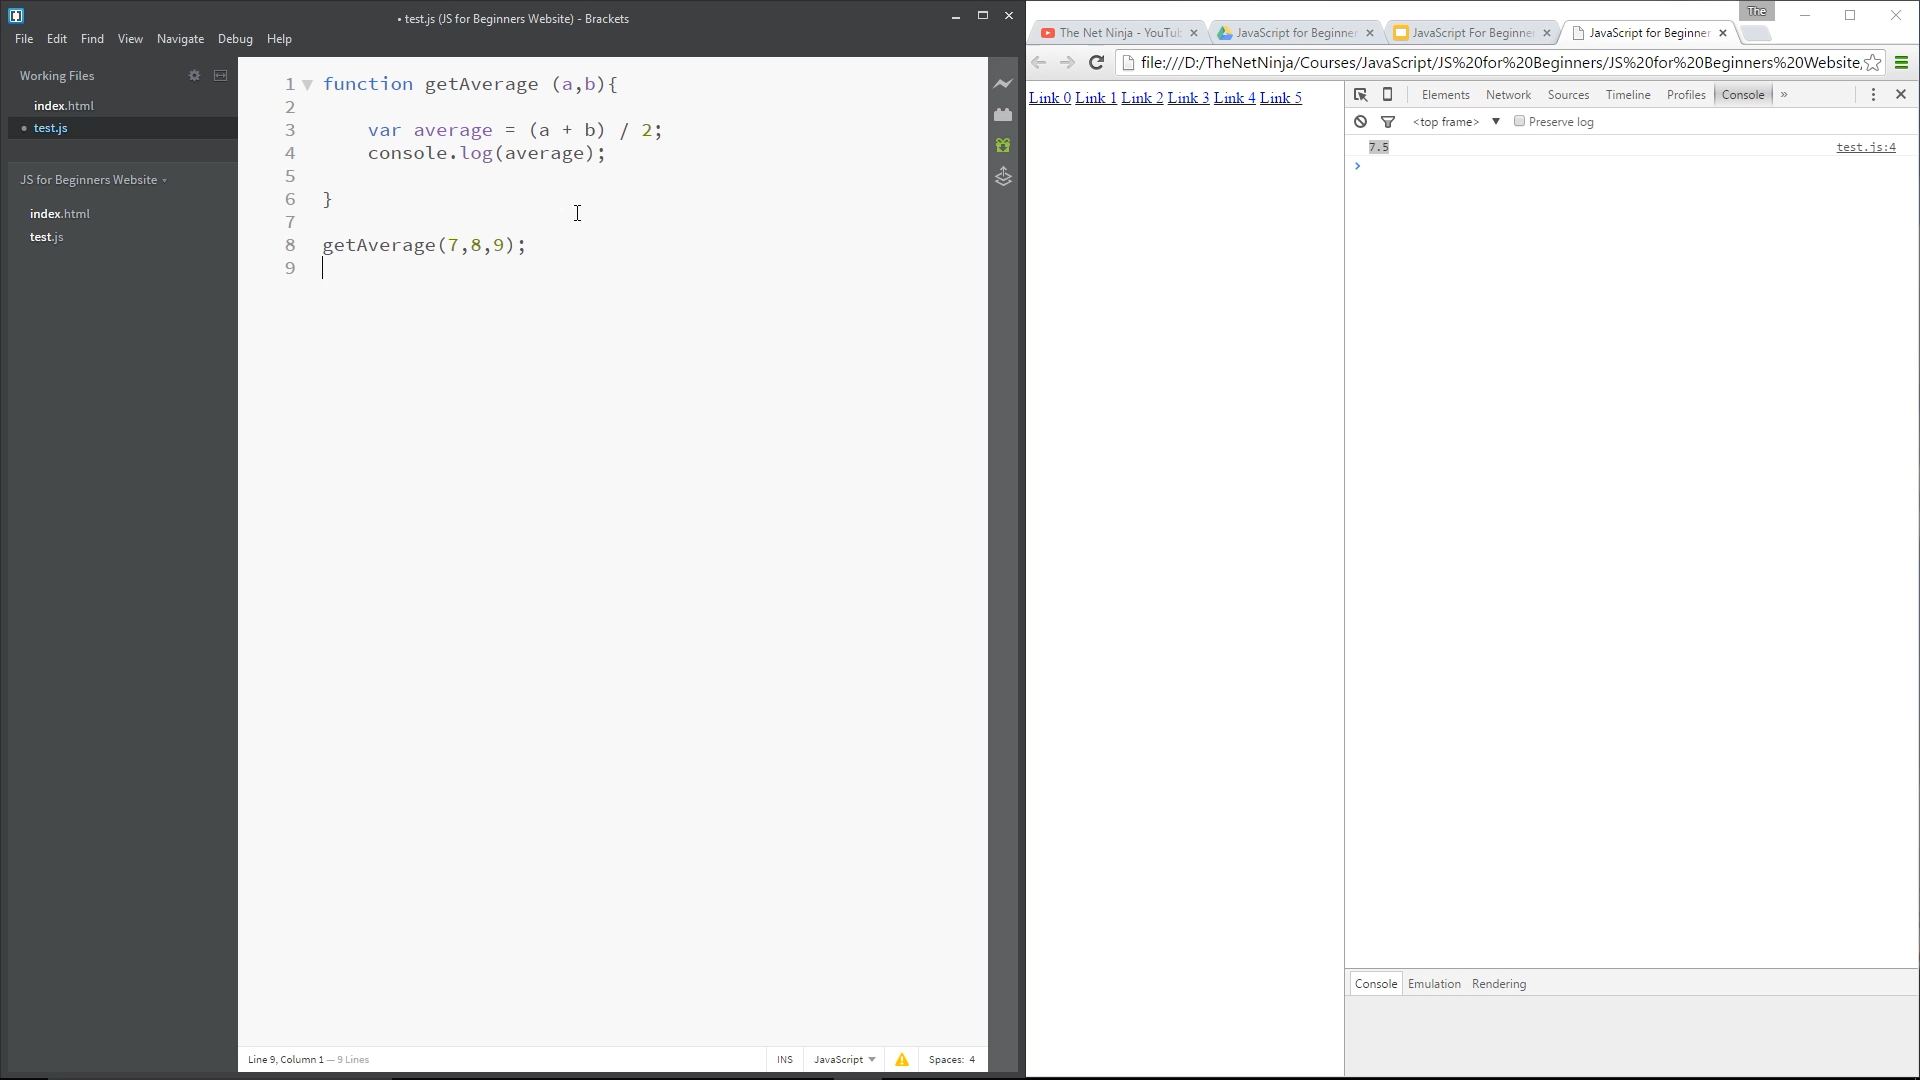 • test.js (JS for Beginners Website) - Brackets
File Edit Find View Navigate Debug Help
Working Files
index.html
• test.js
JS for Beginners Website
index.html
test.js
1 function getAverage (a,b){
2
3 var average = (a + b) / 2;
4 console.log(average);
5
6 }
7
8 getAverage(7,8,9);
9
Line 9, Column 1 — 9 Lines
INS JavaScript Spaces: 4
The
The Net Ninja - YouTub JavaScript for Beginner JavaScript For Beginner JavaScript for Beginner
file:///D:/TheNetNinja/Courses/JavaScript/JS%20for%20Beginners/JS%20for%20Beginners%20Website,
Link 0 Link 1 Link 2 Link 3 Link 4 Link 5
Elements Network Sources Timeline Profiles Console »
<top frame> ▼ Preserve log
7.5 test.js:4
>
Console Emulation Rendering